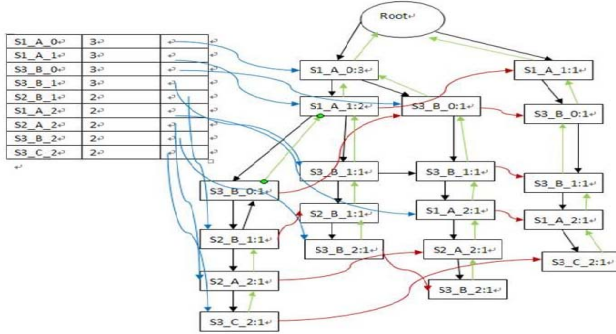 Root↵
S1_A_0↵ 3↵ ↵
S1_A_1↵ 3↵ ↵
S3_B_0↵ 3↵ ↵
S3_B_1↵ 3↵ ↵
S2_B_1↵ 2↵ ↵
S1_A_2↵ 2↵ ↵
S2_A_2↵ 2↵ ↵
S3_B_2↵ 2↵ ↵
S3_C_2↵ 2↵ ↵
↵
S1_A_0:3↵ S1_A_1:1↵
S1_A_1:2↵ S3_B_0:1↵ S3_B_0:1↵
S3_B_1:1↵ S3_B_1:1↵ S3_B_1:1↵
S3_B_0:1↵
S2_B_1:1↵ S1_A_2:1↵ S1_A_2:1↵
S2_B_1:1↵ S3_B_2:1↵ S2_A_2:1↵ S3_C_2:1↵
S2_A_2:1↵ S3_B_2:1↵
S3_C_2:1↵